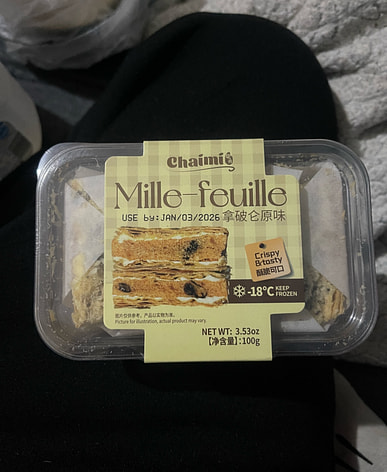 Chaimie
Mille-feuille
USE by:JAN/03/2026 拿破仑原味
Crispy
&tasty
酥脆可口
-18°C KEEP
FROZEN
图片仅供参考，产品以实物为准。
Picture for illustration, actual product may vary.
NET WT: 3.53oz
【净含量】: 100g